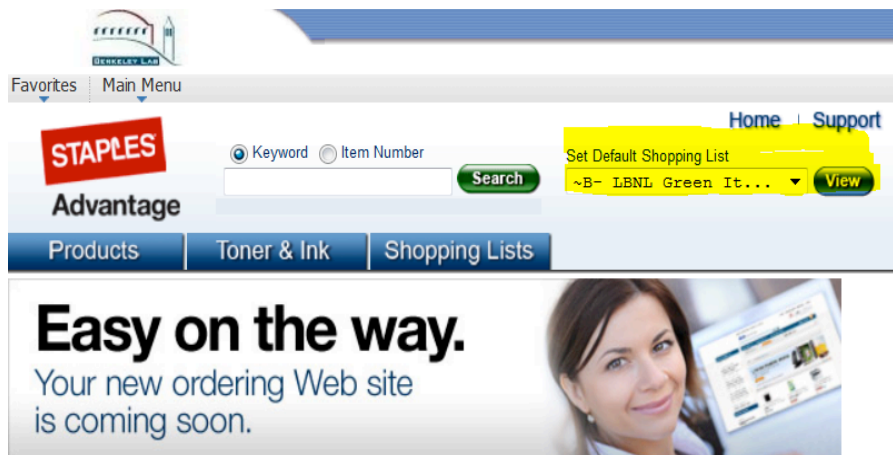 BERKELEY LAB
Favorites Main Menu
Home | Support
STAPLES
Advantage
Keyword Item Number
Search
Set Default Shopping List
~B- LBNL Green It... View
Products Toner & Ink Shopping Lists
Easy on the way.
Your new ordering Web site
is coming soon.